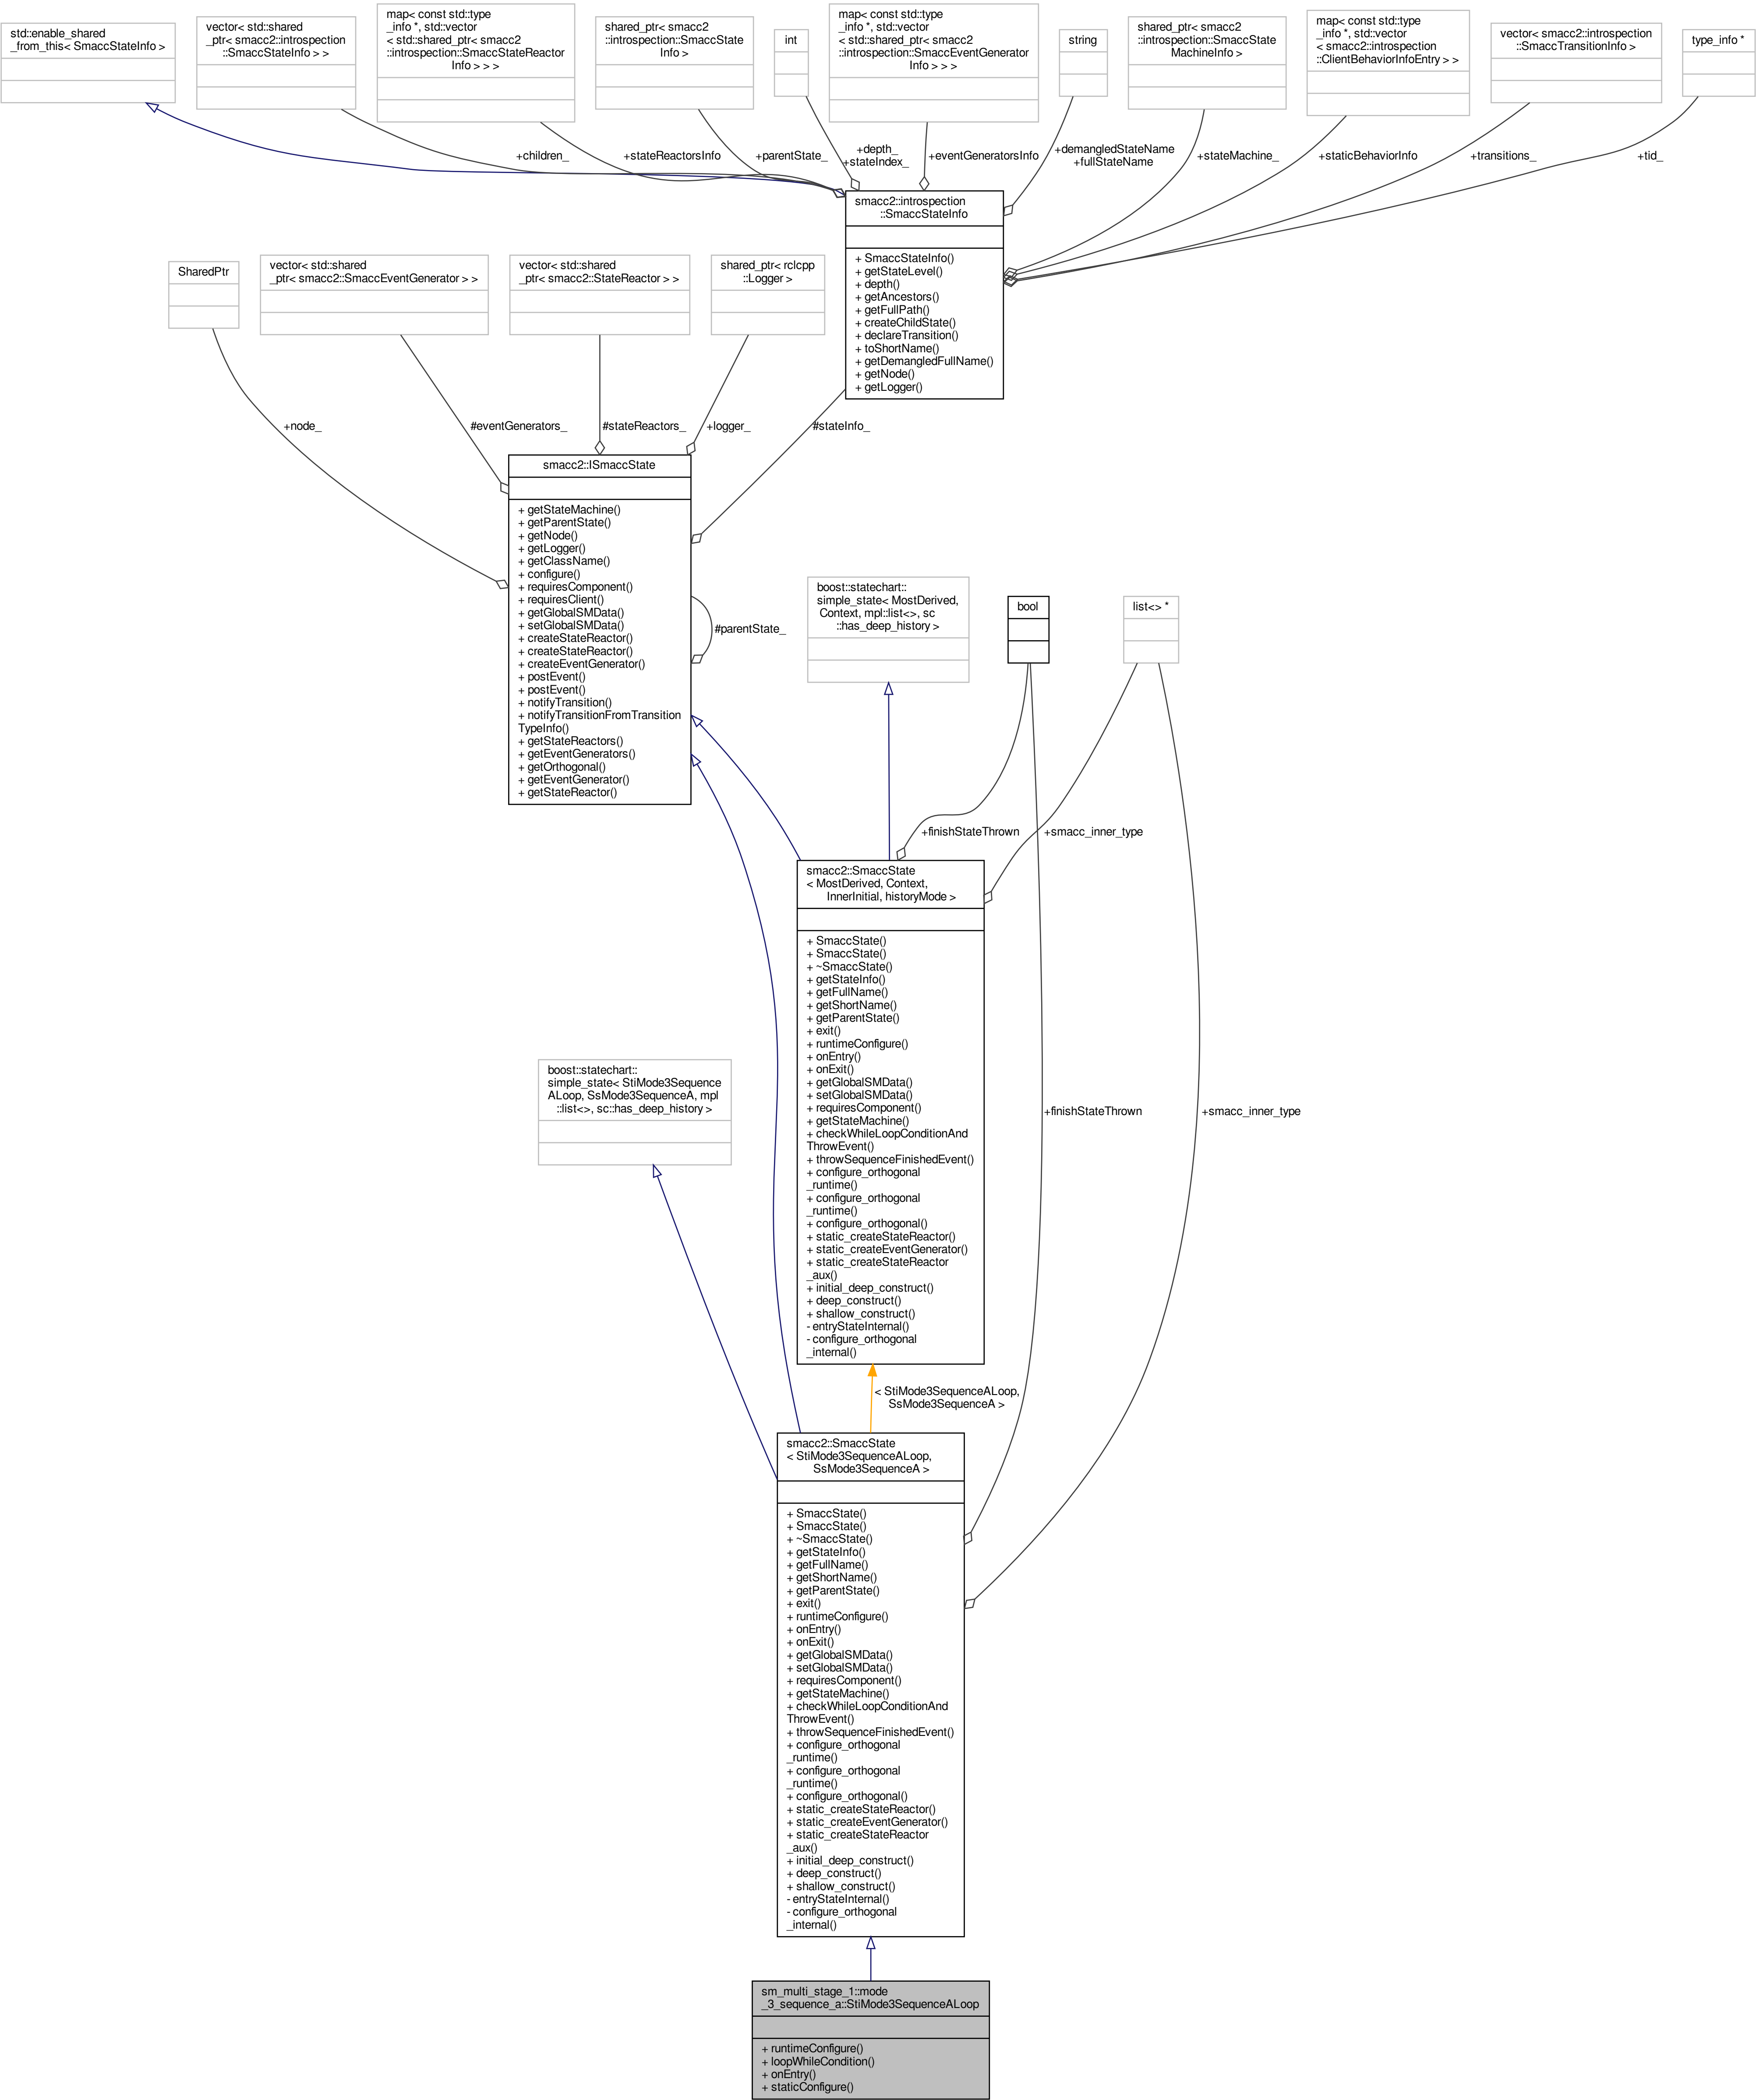 std::enable_shared
_from_this< SmaccStateInfo >
vector< std::shared
_ptr< smacc2::introspection
::SmaccStateInfo > >
map< const std::type
_info *, std::vector
< std::shared_ptr< smacc2
::introspection::SmaccStateReactor
Info > > >
shared_ptr< smacc2
::introspection::SmaccState
Info >
int
map< const std::type
_info *, std::vector
< std::shared_ptr< smacc2
::introspection::SmaccEventGenerator
Info > > >
string
shared_ptr< smacc2
::introspection::SmaccState
MachineInfo >
map< const std::type
_info *, std::vector
< smacc2::introspection
::ClientBehaviorInfoEntry > >
vector< smacc2::introspection
::SmaccTransitionInfo >
type_info *
+children_
+stateReactorsInfo
+parentState_
+depth_
+stateIndex_
+eventGeneratorsInfo
+demangledStateName
+fullStateName
+stateMachine_
+staticBehaviorInfo
+transitions_
+tid_
smacc2::introspection
::SmaccStateInfo
+ SmaccStateInfo()
+ getStateLevel()
+ depth()
+ getAncestors()
+ getFullPath()
+ createChildState()
+ declareTransition()
+ toShortName()
+ getDemangledFullName()
+ getNode()
+ getLogger()
SharedPtr
vector< std::shared
_ptr< smacc2::SmaccEventGenerator > >
vector< std::shared
_ptr< smacc2::StateReactor > >
shared_ptr< rclcpp
::Logger >
+node_
#eventGenerators_
#stateReactors_
+logger_
#stateInfo_
smacc2::ISmaccState
+ getStateMachine()
+ getParentState()
+ getNode()
+ getLogger()
+ getClassName()
+ configure()
+ requiresComponent()
+ requiresClient()
+ getGlobalSMData()
+ setGlobalSMData()
+ createStateReactor()
+ createStateReactor()
+ createEventGenerator()
+ postEvent()
+ postEvent()
+ notifyTransition()
+ notifyTransitionFromTransition
TypeInfo()
+ getStateReactors()
+ getEventGenerators()
+ getOrthogonal()
+ getEventGenerator()
+ getStateReactor()
#parentState_
boost::statechart::
simple_state< MostDerived,
Context, mpl::list<>, sc
::has_deep_history >
bool
list<> *
+finishStateThrown
+smacc_inner_type
smacc2::SmaccState
< MostDerived, Context,
InnerInitial, historyMode >
+ SmaccState()
+ SmaccState()
+ ~SmaccState()
+ getStateInfo()
+ getFullName()
+ getShortName()
+ getParentState()
+ exit()
+ runtimeConfigure()
+ onEntry()
+ onExit()
+ getGlobalSMData()
+ setGlobalSMData()
+ requiresComponent()
+ getStateMachine()
+ checkWhileLoopConditionAnd
ThrowEvent()
+ throwSequenceFinishedEvent()
+ configure_orthogonal
_runtime()
+ configure_orthogonal
_runtime()
+ configure_orthogonal()
+ static_createStateReactor()
+ static_createEventGenerator()
+ static_createStateReactor
_aux()
+ initial_deep_construct()
+ deep_construct()
+ shallow_construct()
- entryStateInternal()
- configure_orthogonal
_internal()
boost::statechart::
simple_state< StiMode3Sequence
ALoop, SsMode3SequenceA, mpl
::list<>, sc::has_deep_history >
+finishStateThrown
+smacc_inner_type
< StiMode3SequenceALoop,
SsMode3SequenceA >
smacc2::SmaccState
< StiMode3SequenceALoop,
SsMode3SequenceA >
+ SmaccState()
+ SmaccState()
+ ~SmaccState()
+ getStateInfo()
+ getFullName()
+ getShortName()
+ getParentState()
+ exit()
+ runtimeConfigure()
+ onEntry()
+ onExit()
+ getGlobalSMData()
+ setGlobalSMData()
+ requiresComponent()
+ getStateMachine()
+ checkWhileLoopConditionAnd
ThrowEvent()
+ throwSequenceFinishedEvent()
+ configure_orthogonal
_runtime()
+ configure_orthogonal
_runtime()
+ configure_orthogonal()
+ static_createStateReactor()
+ static_createEventGenerator()
+ static_createStateReactor
_aux()
+ initial_deep_construct()
+ deep_construct()
+ shallow_construct()
- entryStateInternal()
- configure_orthogonal
_internal()
sm_multi_stage_1::mode
_3_sequence_a::StiMode3SequenceALoop
+ runtimeConfigure()
+ loopWhileCondition()
+ onEntry()
+ staticConfigure()